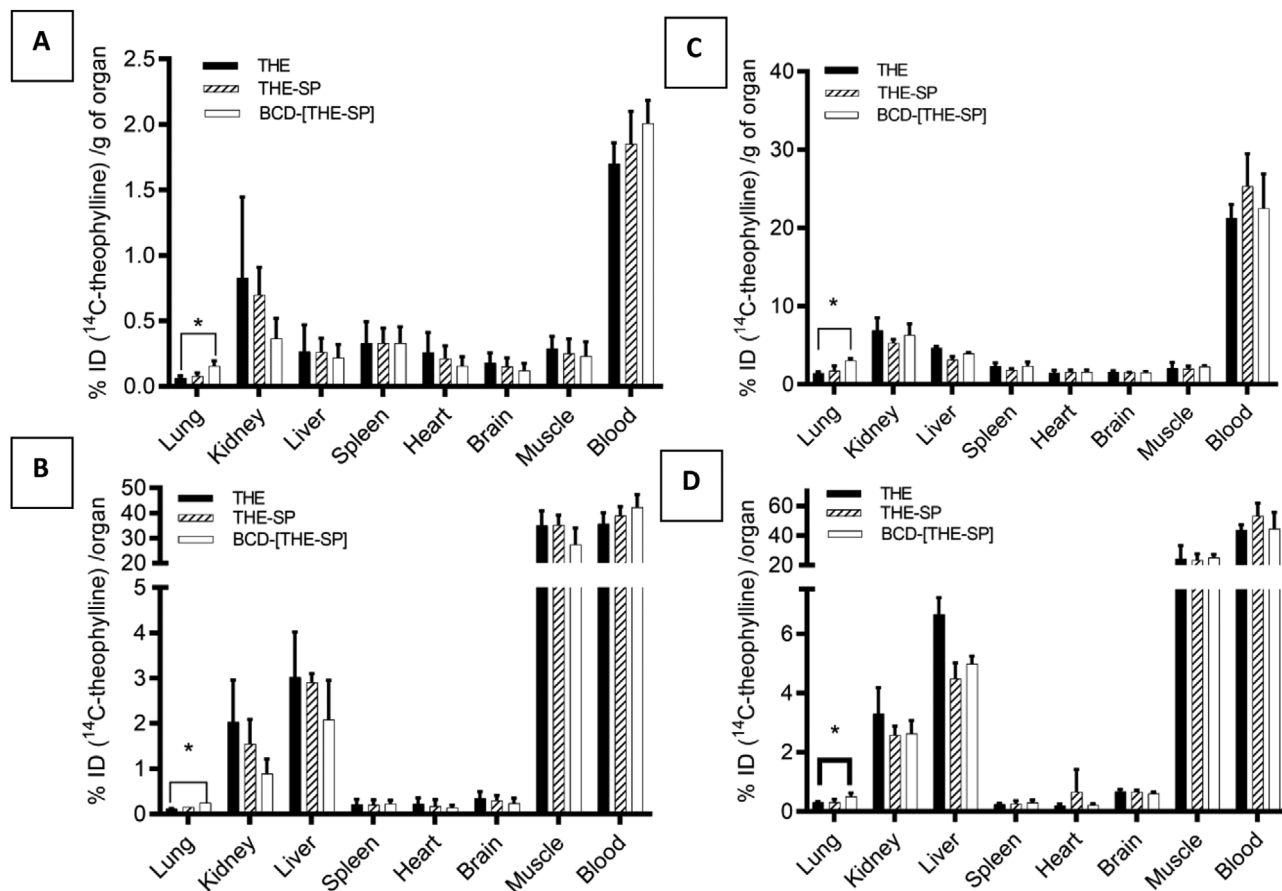 A
% ID (¹⁴C-theophylline) /g of organ
2.5
2.0
1.5
1.0
0.5
0.0
THE
THE-SP
BCD-[THE-SP]
*
Lung
Kidney
Liver
Spleen
Heart
Brain
Muscle
Blood
C
% ID (¹⁴C-theophylline) /g of organ
40
30
20
10
0
THE
THE-SP
BCD-[THE-SP]
*
Lung
Kidney
Liver
Spleen
Heart
Brain
Muscle
Blood
B
% ID (¹⁴C-theophylline) /organ
50
40
30
20
5
4
3
2
1
0
THE
THE-SP
BCD-[THE-SP]
*
Lung
Kidney
Liver
Spleen
Heart
Brain
Muscle
Blood
D
% ID (¹⁴C-theophylline) /organ
60
40
20
6
4
2
0
THE
THE-SP
BCD-[THE-SP]
*
Lung
Kidney
Liver
Spleen
Heart
Brain
Muscle
Blood